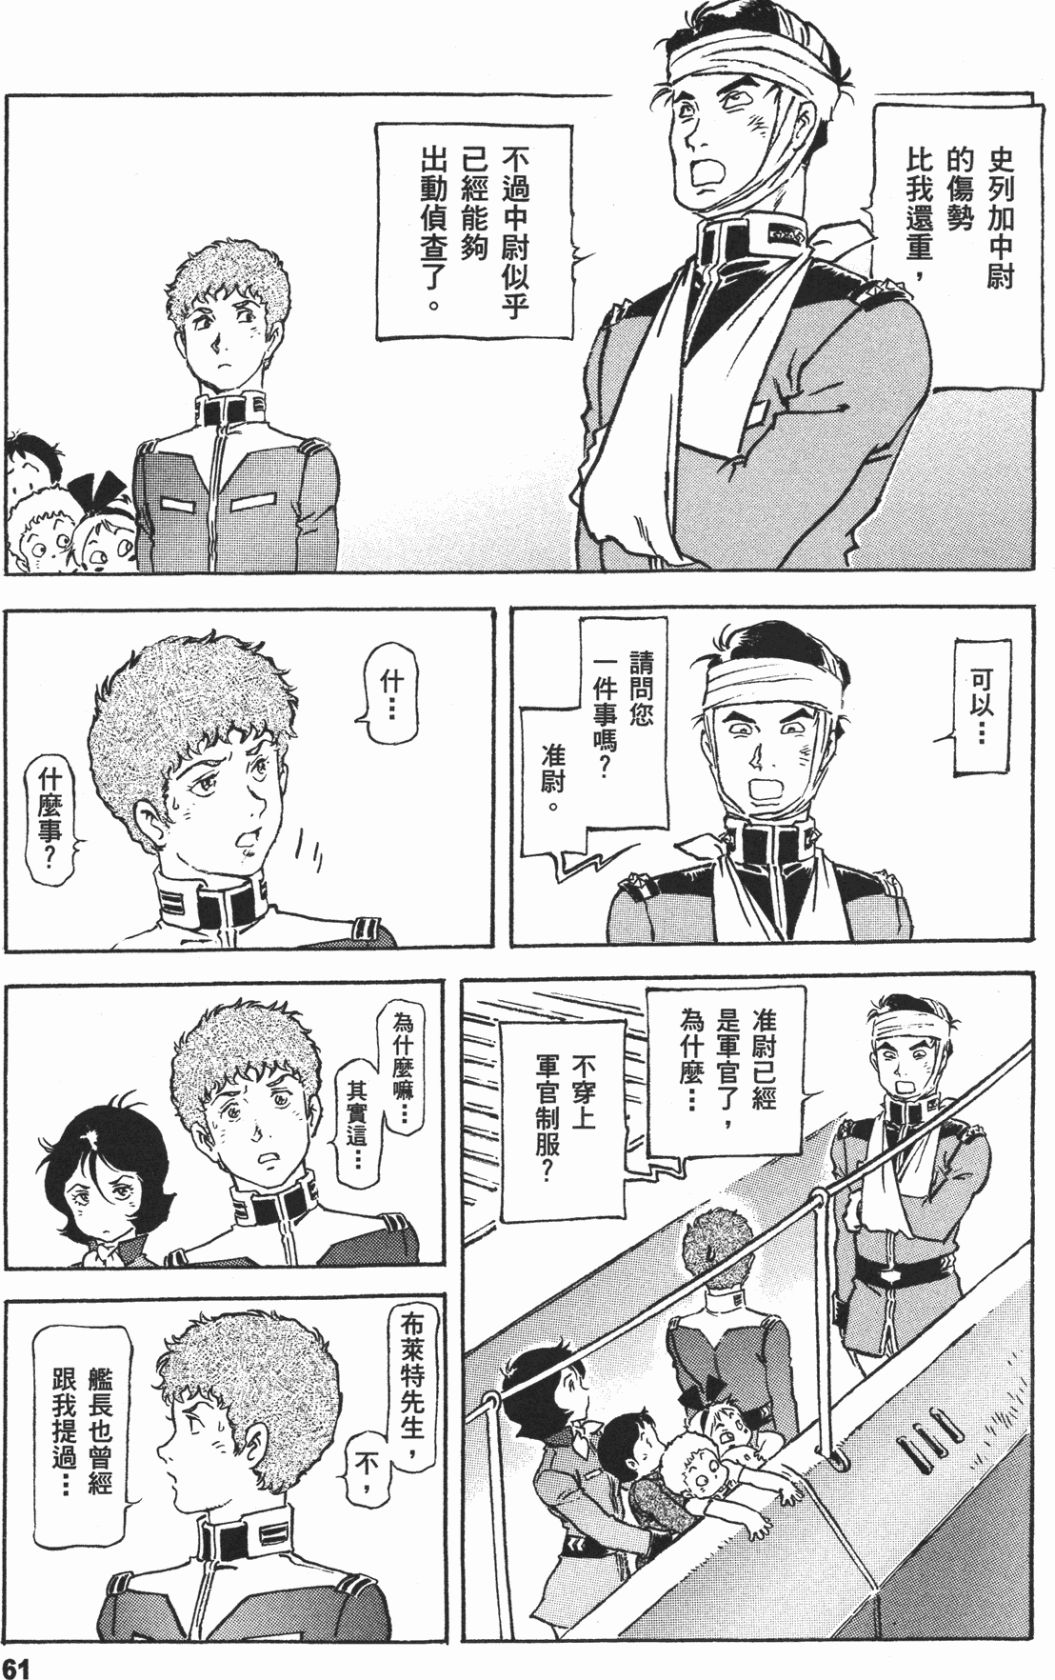 史列加中尉
的傷勢
比我還重，
不過中尉似乎
已經能夠
出動偵查了。
可以…
請問您
一件事嗎？
准尉。
什…
什麼事？
准尉已經
是軍官了，
為什麼…
不穿上
軍官制服？
為什麼嘛…
其實這…
布萊特先生，
不，
艦長也曾經
跟我提過…
61